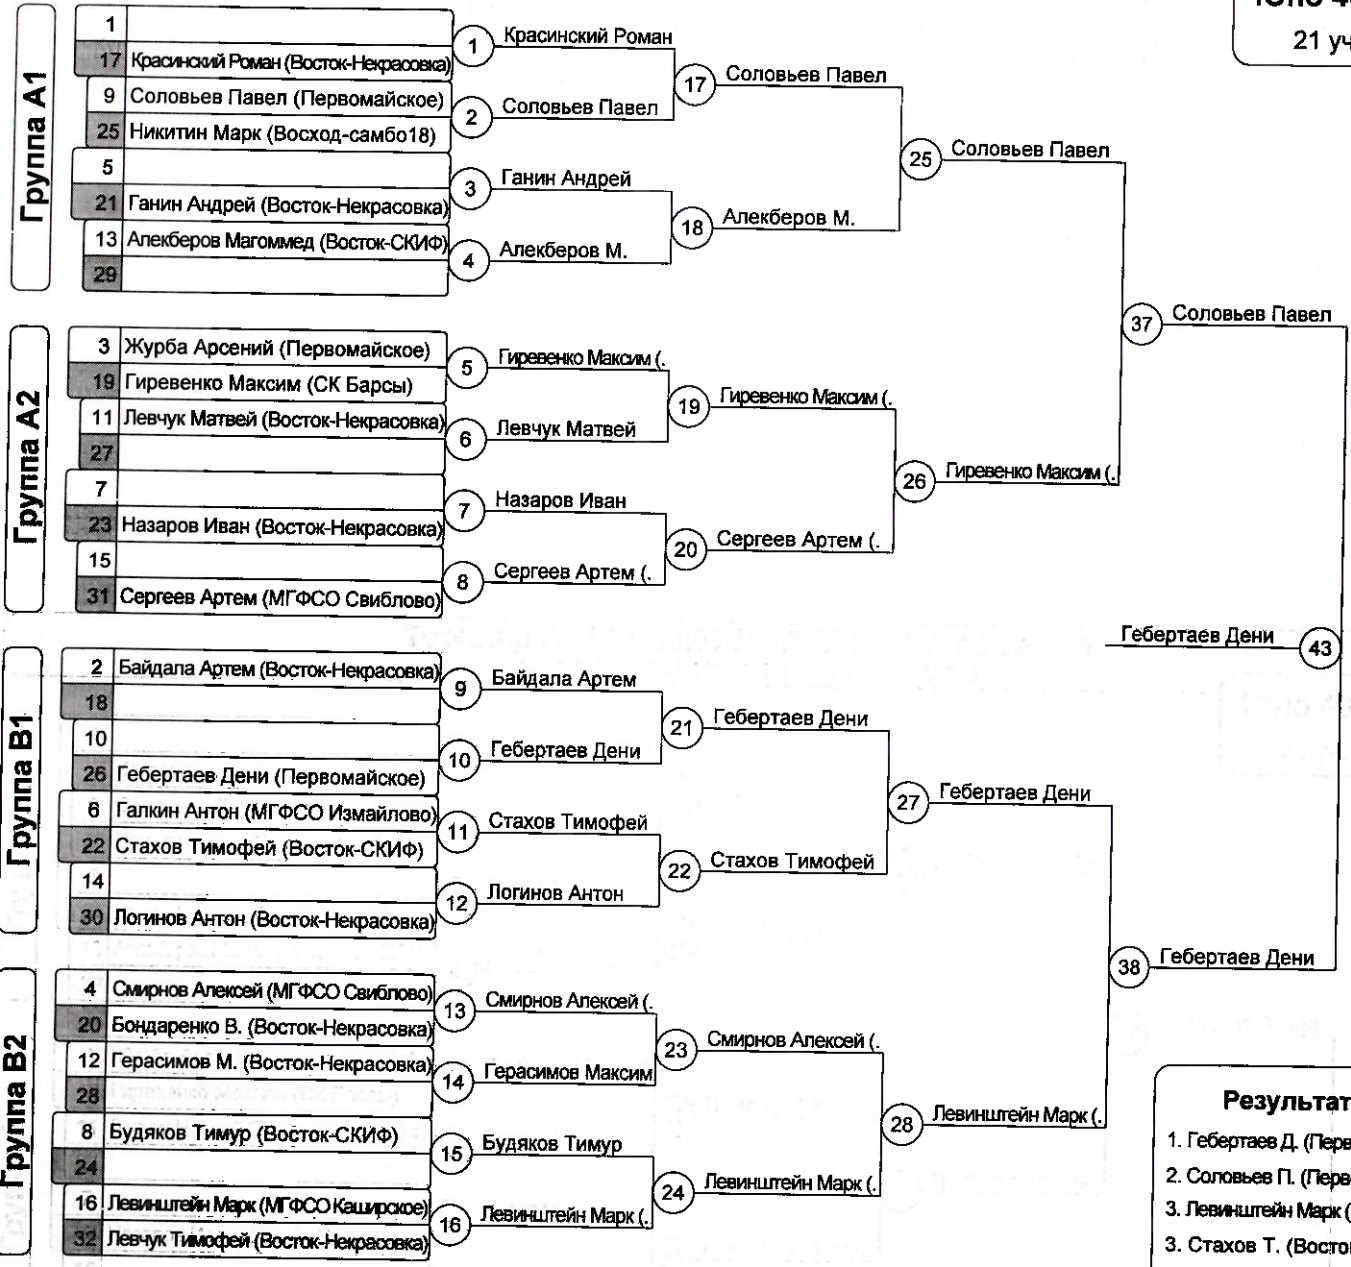 21 уч
Группа A1
1
17 Красинский Роман (Восток-Некрасовка)
9 Соловьев Павел (Первомайское)
25 Никитин Марк (Восход-самбо18)
5
21 Ганин Андрей (Восток-Некрасовка)
13 Алекберов Магоммед (Восток-СКИФ)
29
1 Красинский Роман
2 Соловьев Павел
3 Ганин Андрей
4 Алекберов М.
17 Соловьев Павел
18 Алекберов М.
25 Соловьев Павел
Группа A2
3 Журба Арсений (Первомайское)
19 Гиревенко Максим (СК Барсы)
11 Левчук Матвей (Восток-Некрасовка)
27
7
23 Назаров Иван (Восток-Некрасовка)
15
31 Сергеев Артем (МГФСО Свиблово)
5 Гиревенко Максим (.
6 Левчук Матвей
7 Назаров Иван
8 Сергеев Артем (.
19 Гиревенко Максим (.
20 Сергеев Артем (.
26 Гиревенко Максим (.
37 Соловьев Павел
Гебертаев Дени 43
Группа B1
2 Байдала Артем (Восток-Некрасовка)
18
10
26 Гебертаев Дени (Первомайское)
6 Галкин Антон (МГФСО Измайлово)
22 Стахов Тимофей (Восток-СКИФ)
14
30 Логинов Антон (Восток-Некрасовка)
9 Байдала Артем
10 Гебертаев Дени
11 Стахов Тимофей
12 Логинов Антон
21 Гебертаев Дени
22 Стахов Тимофей
27 Гебертаев Дени
Группа B2
4 Смирнов Алексей (МГФСО Свиблово)
20 Бондаренко В. (Восток-Некрасовка)
12 Герасимов М. (Восток-Некрасовка)
28
8 Будяков Тимур (Восток-СКИФ)
24
16 Левинштейн Марк (МГФСО Каширское)
32 Левчук Тимофей (Восток-Некрасовка)
13 Смирнов Алексей (.
14 Герасимов Максим
15 Будяков Тимур
16 Левинштейн Марк (.
23 Смирнов Алексей (.
24 Левинштейн Марк (.
28 Левинштейн Марк (.
38 Гебертаев Дени
Результат
1. Гебертаев Д. (Перв
2. Соловьев П. (Перв
3. Левинштейн Марк (
3. Стахов Т. (Восто